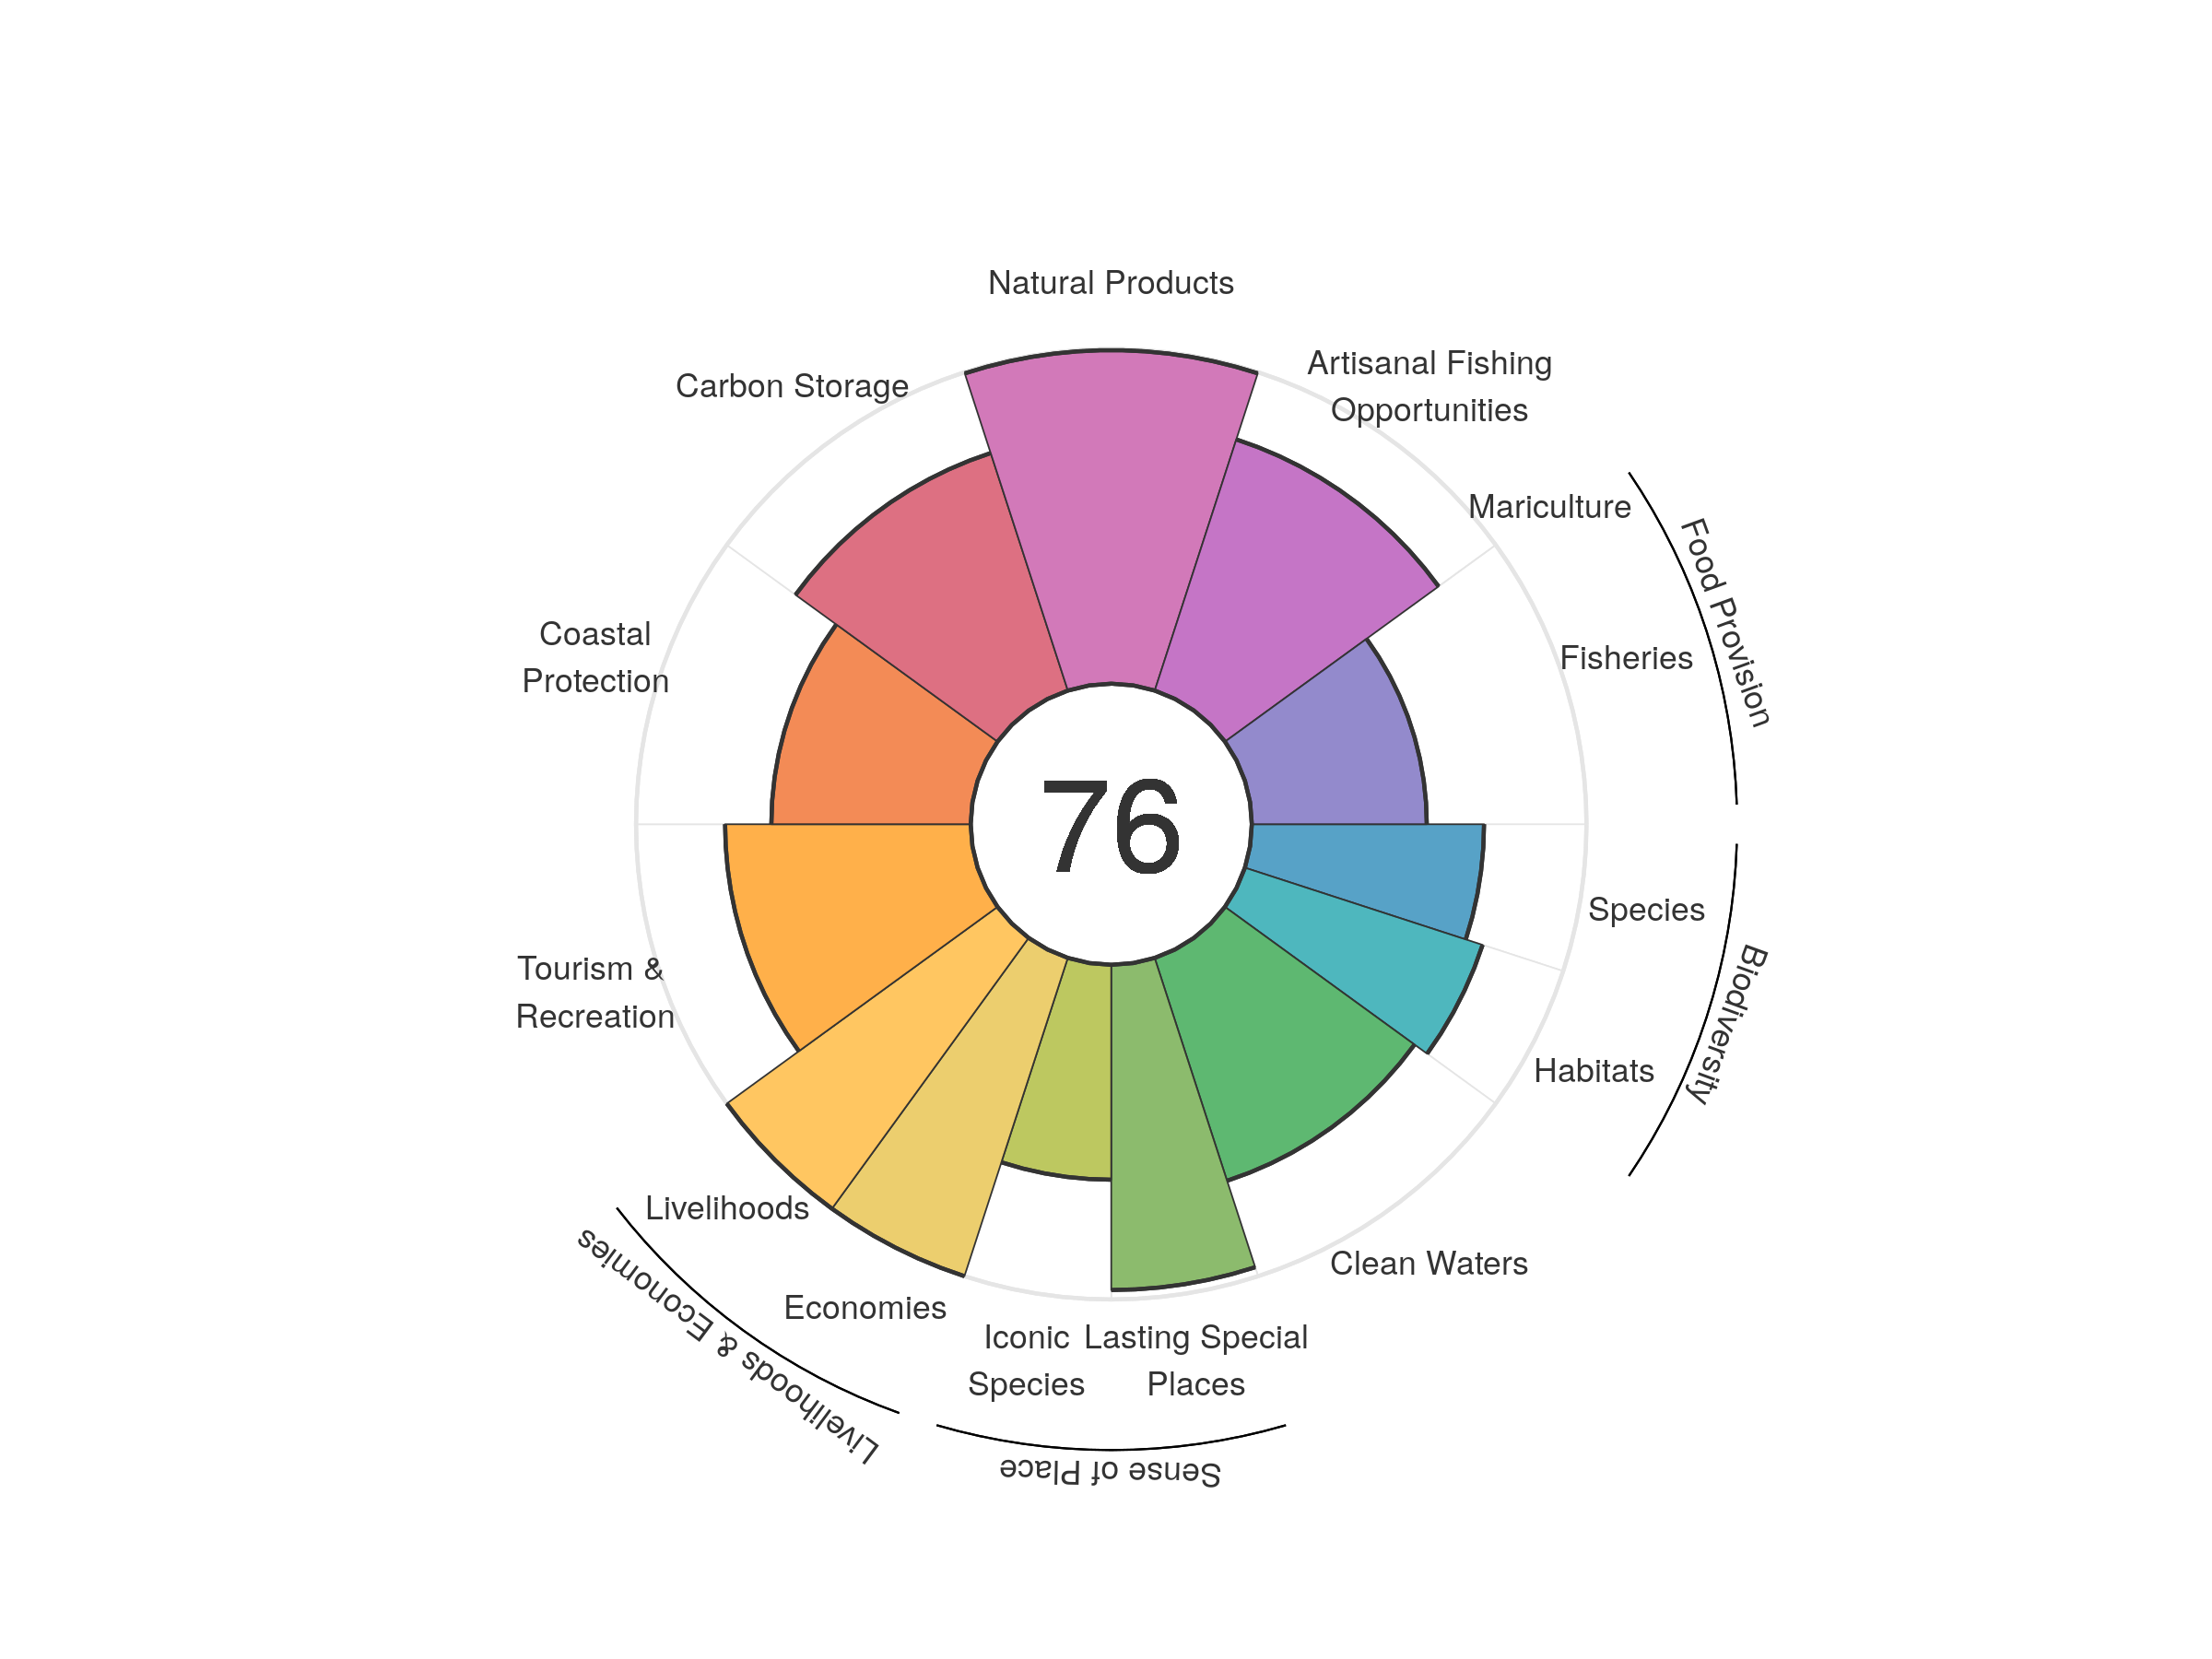 Natural Products
Carbon Storage
Artisanal Fishing
Opportunities
Mariculture
Food Provision
Fisheries
Coastal
Protection
76
Species
Biodiversity
Tourism &
Recreation
Habitats
Livelihoods
Clean Waters
Livelihoods & Economies
Economies
Iconic
Species
Lasting Special
Places
Sense of Place